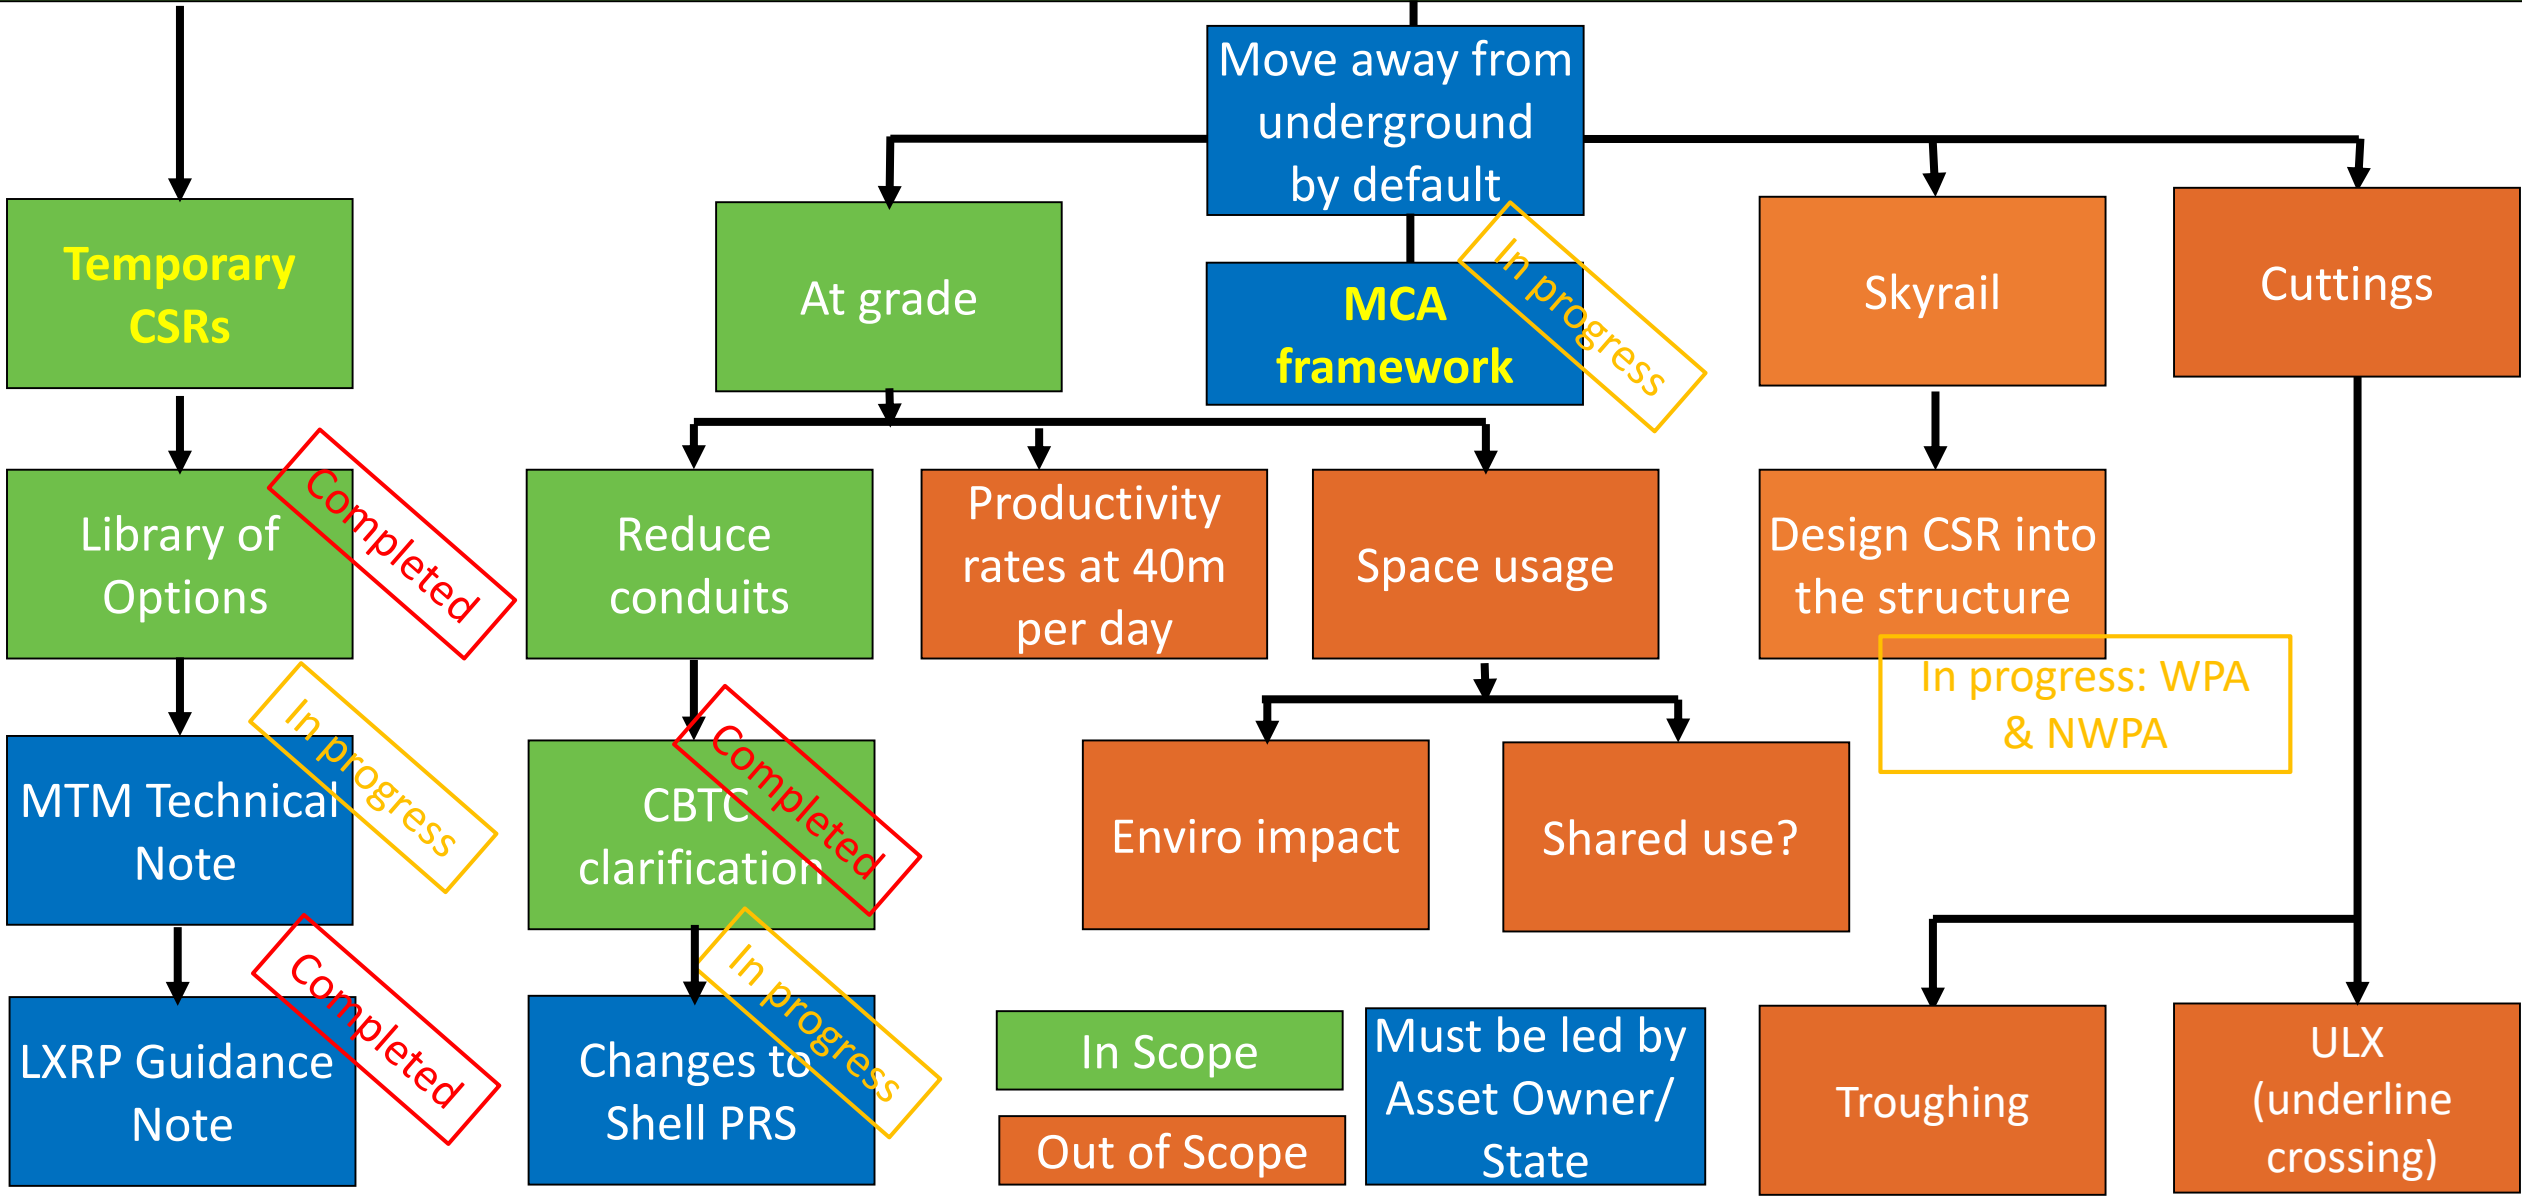 Move away from
underground
by default
Temporary
CSRs
At grade
MCA
framework
In progress
Skyrail
Cuttings
Library of
Options
Completed
Reduce
conduits
Productivity
rates at 40m
per day
Space usage
Design CSR into
the structure
In progress: WPA
& NWPA
MTM Technical
Note
In progress
CBTC
clarification
Completed
Enviro impact
Shared use?
LXRP Guidance
Note
Completed
Changes to
Shell PRS
In progress
In Scope
Out of Scope
Must be led by
Asset Owner/
State
Troughing
ULX
(underline
crossing)